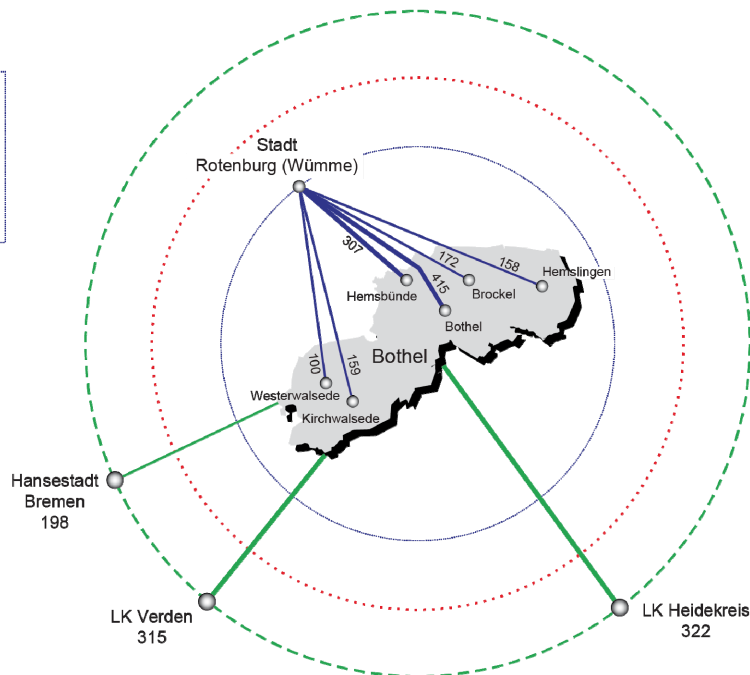 Stadt
Rotenburg (Wümme)
307
172
158
415
Hemslingen
Hemsbünde
Brockel
Bothel
Bothel
100
159
Westerwalsede
Kirchwalsede
Hansestadt
Bremen
198
LK Verden
315
LK Heidekreis
322